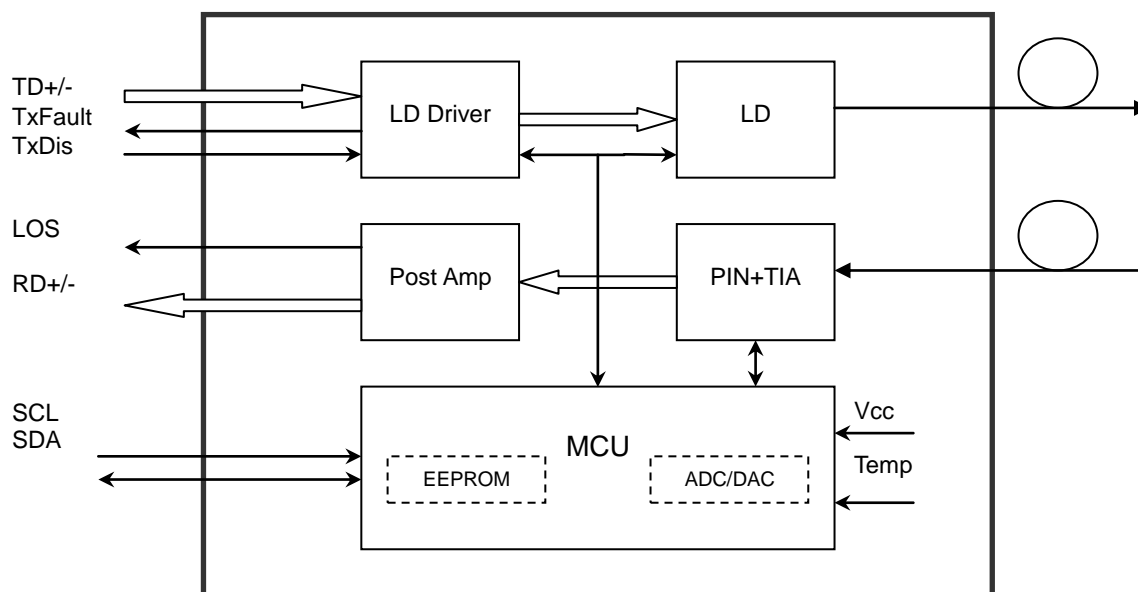 TD+/-
TxFault
TxDis
LD Driver
LD
LOS
RD+/-
Post Amp
PIN+TIA
SCL
SDA
MCU
EEPROM
ADC/DAC
Vcc
Temp